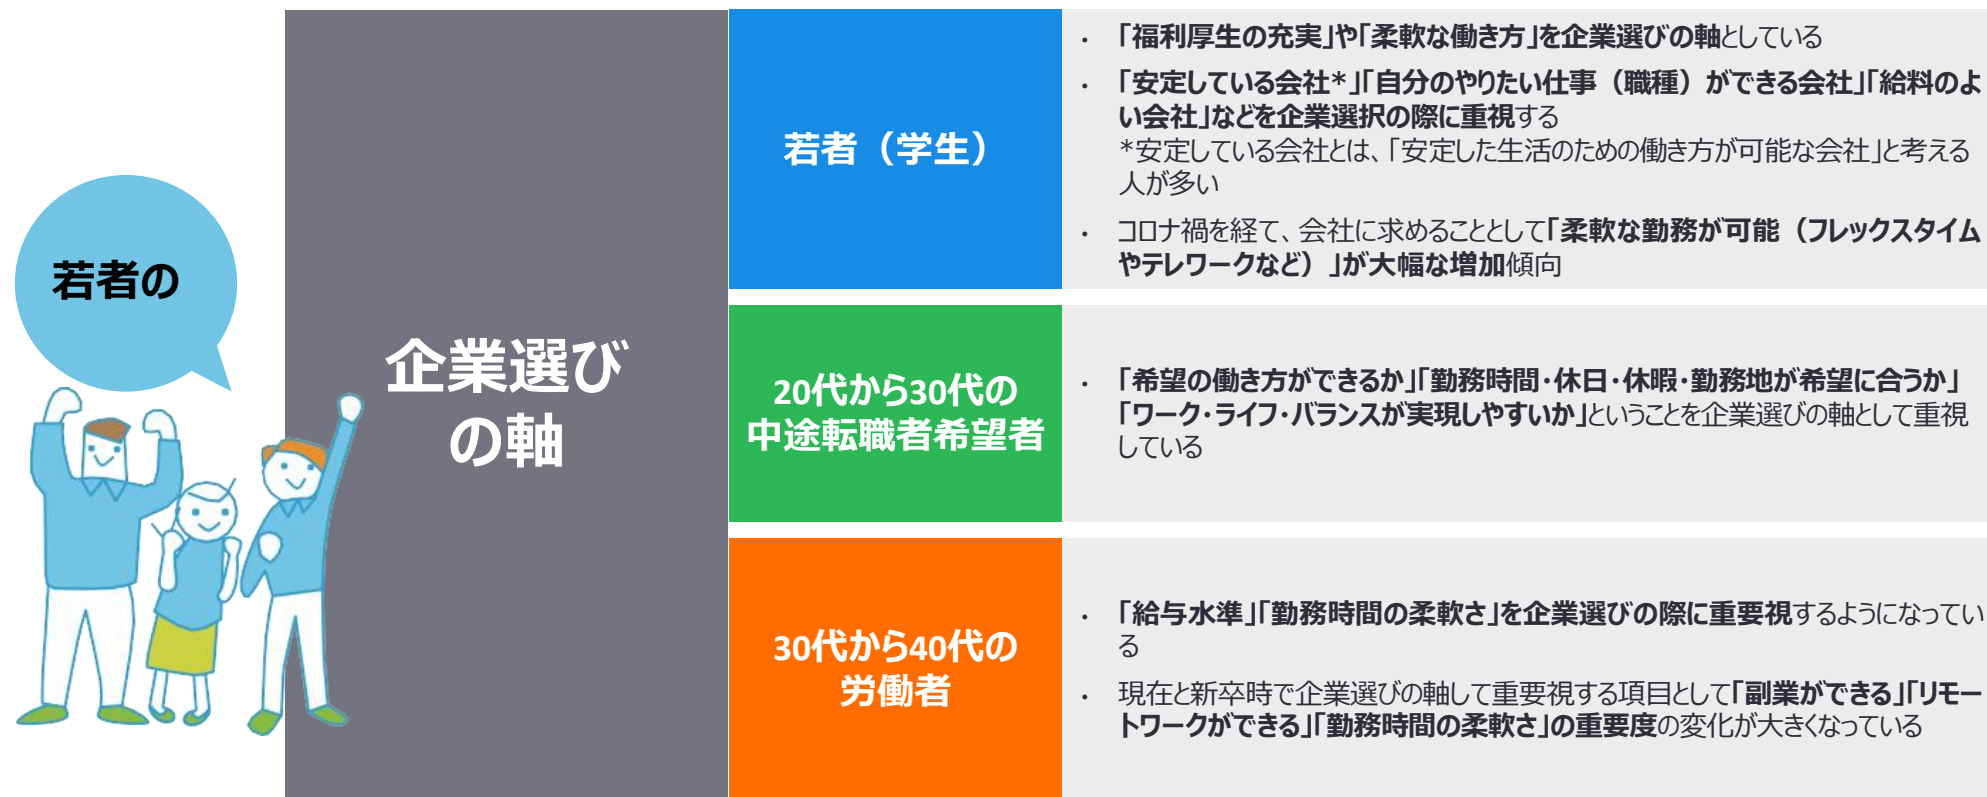 若者の
企業選び
の軸
若者（学生）
・「福利厚生の充実」や「柔軟な働き方」を企業選びの軸としている
・「安定している会社*」「自分のやりたい仕事（職種）ができる会社」「給料のよ
い会社」などを企業選択の際に重視する
*安定している会社とは、「安定した生活のための働き方が可能な会社」と考える
人が多い
・コロナ禍を経て、会社に求めることとして「柔軟な勤務が可能（フレックスタイム
やテレワークなど）」が大幅な増加傾向
20代から30代の
中途転職者希望者
・「希望の働き方ができるか」「勤務時間・休日・休暇・勤務地が希望に合うか」
「ワーク・ライフ・バランスが実現しやすいか」ということを企業選びの軸として重視
している
30代から40代の
労働者
・「給与水準」「勤務時間の柔軟さ」を企業選びの際に重要視するようになってい
る
・現在と新卒時で企業選びの軸して重要視する項目として「副業ができる」「リモー
トワークができる」「勤務時間の柔軟さ」の重要度の変化が大きくなっている